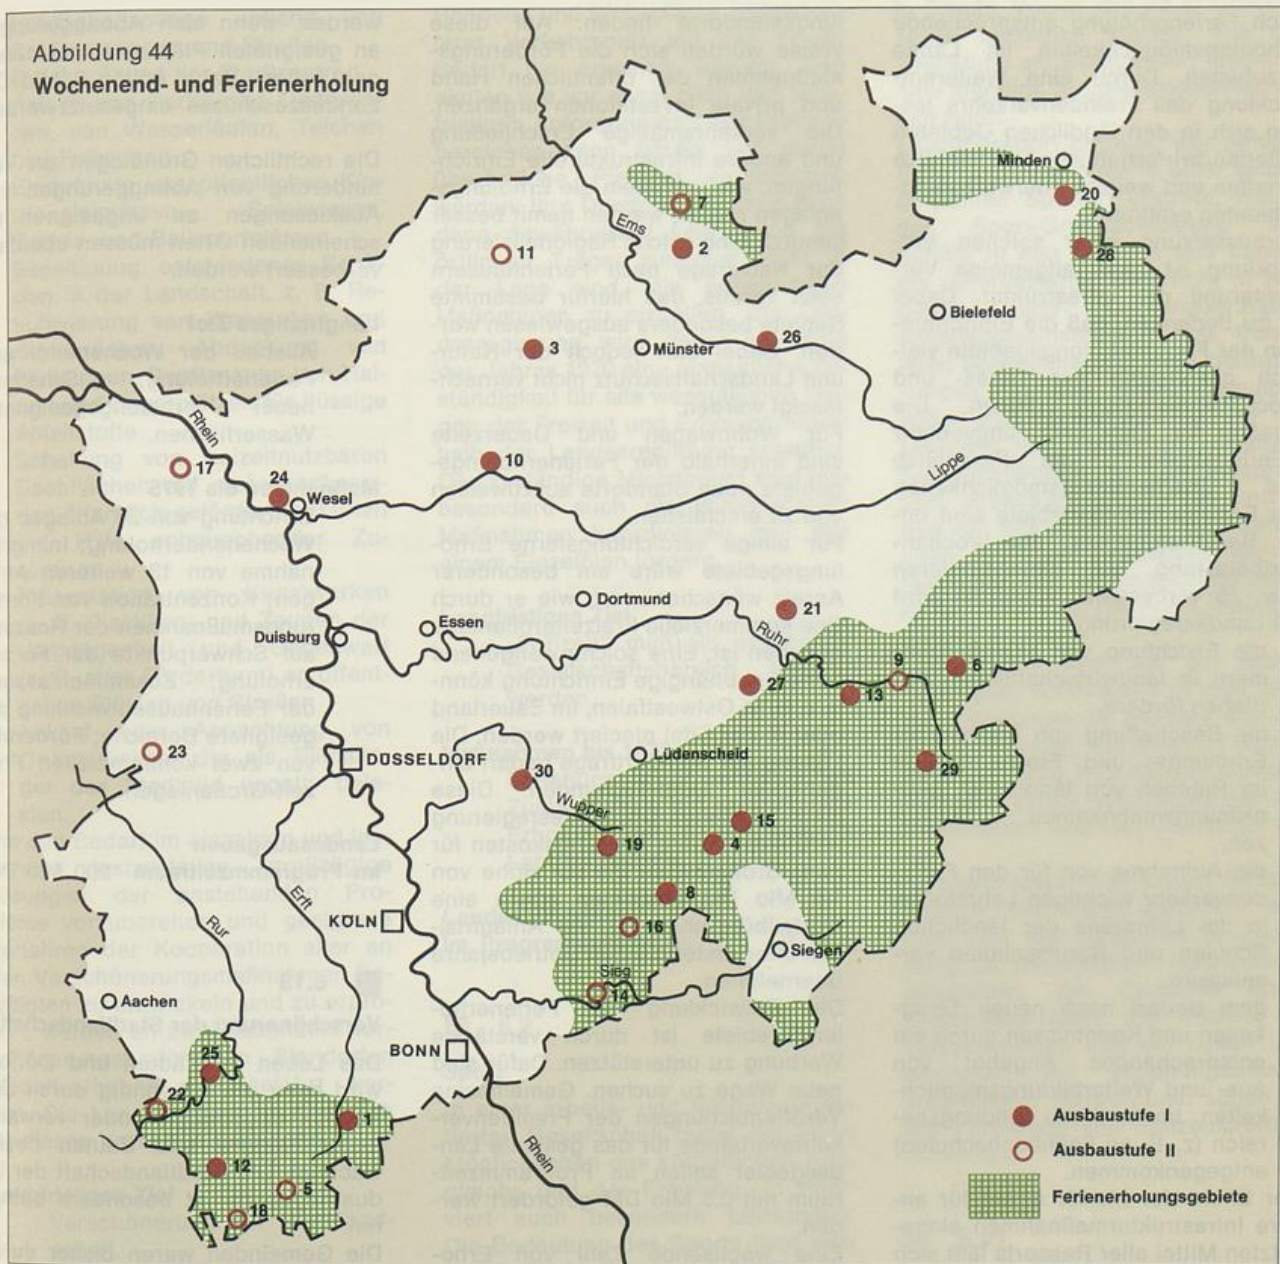 Abbildung 44
Wochenend- und Ferienerholung
Minden
20
7
Ems
2
28
11
Bielefeld
3
Münster
26
Rhein
17
10
Lippe
24
Wesel
Dortmund
21
Essen
Duisburg
Ruhr
9
6
27
13
23
Lüdenscheid
DÜSSELDORF
29
30
Wupper
15
19
4
Erft
8
Rur
KÖLN
16
Siegen
Sieg
14
Aachen
BONN
25
22
1
Ausbaustufe I
Rhein
Ausbaustufe II
12
5
Ferienerholungsgebiete
18